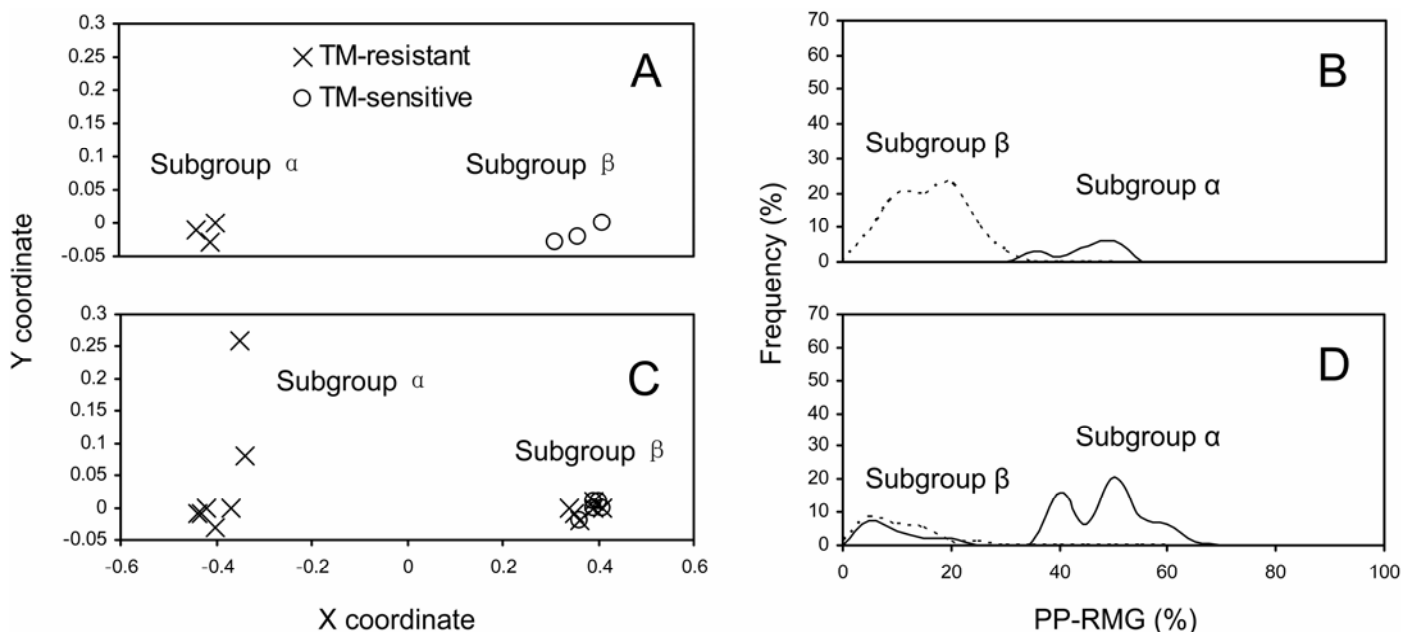 0.3
0.25
0.2
0.15
0.1
0.05
0
-0.05
TM-resistant
TM-sensitive
A
Subgroup α
Subgroup β
0.3
0.25
0.2
0.15
0.1
0.05
0
-0.05
C
Subgroup α
Subgroup β
-0.6
-0.4
-0.2
0
0.2
0.4
0.6
Y coordinate
X coordinate
70
60
50
40
30
20
10
0
B
Subgroup β
Subgroup α
70
60
50
40
30
20
10
0
D
Subgroup α
Subgroup β
0
20
40
60
80
100
Frequency (%)
PP-RMG (%)